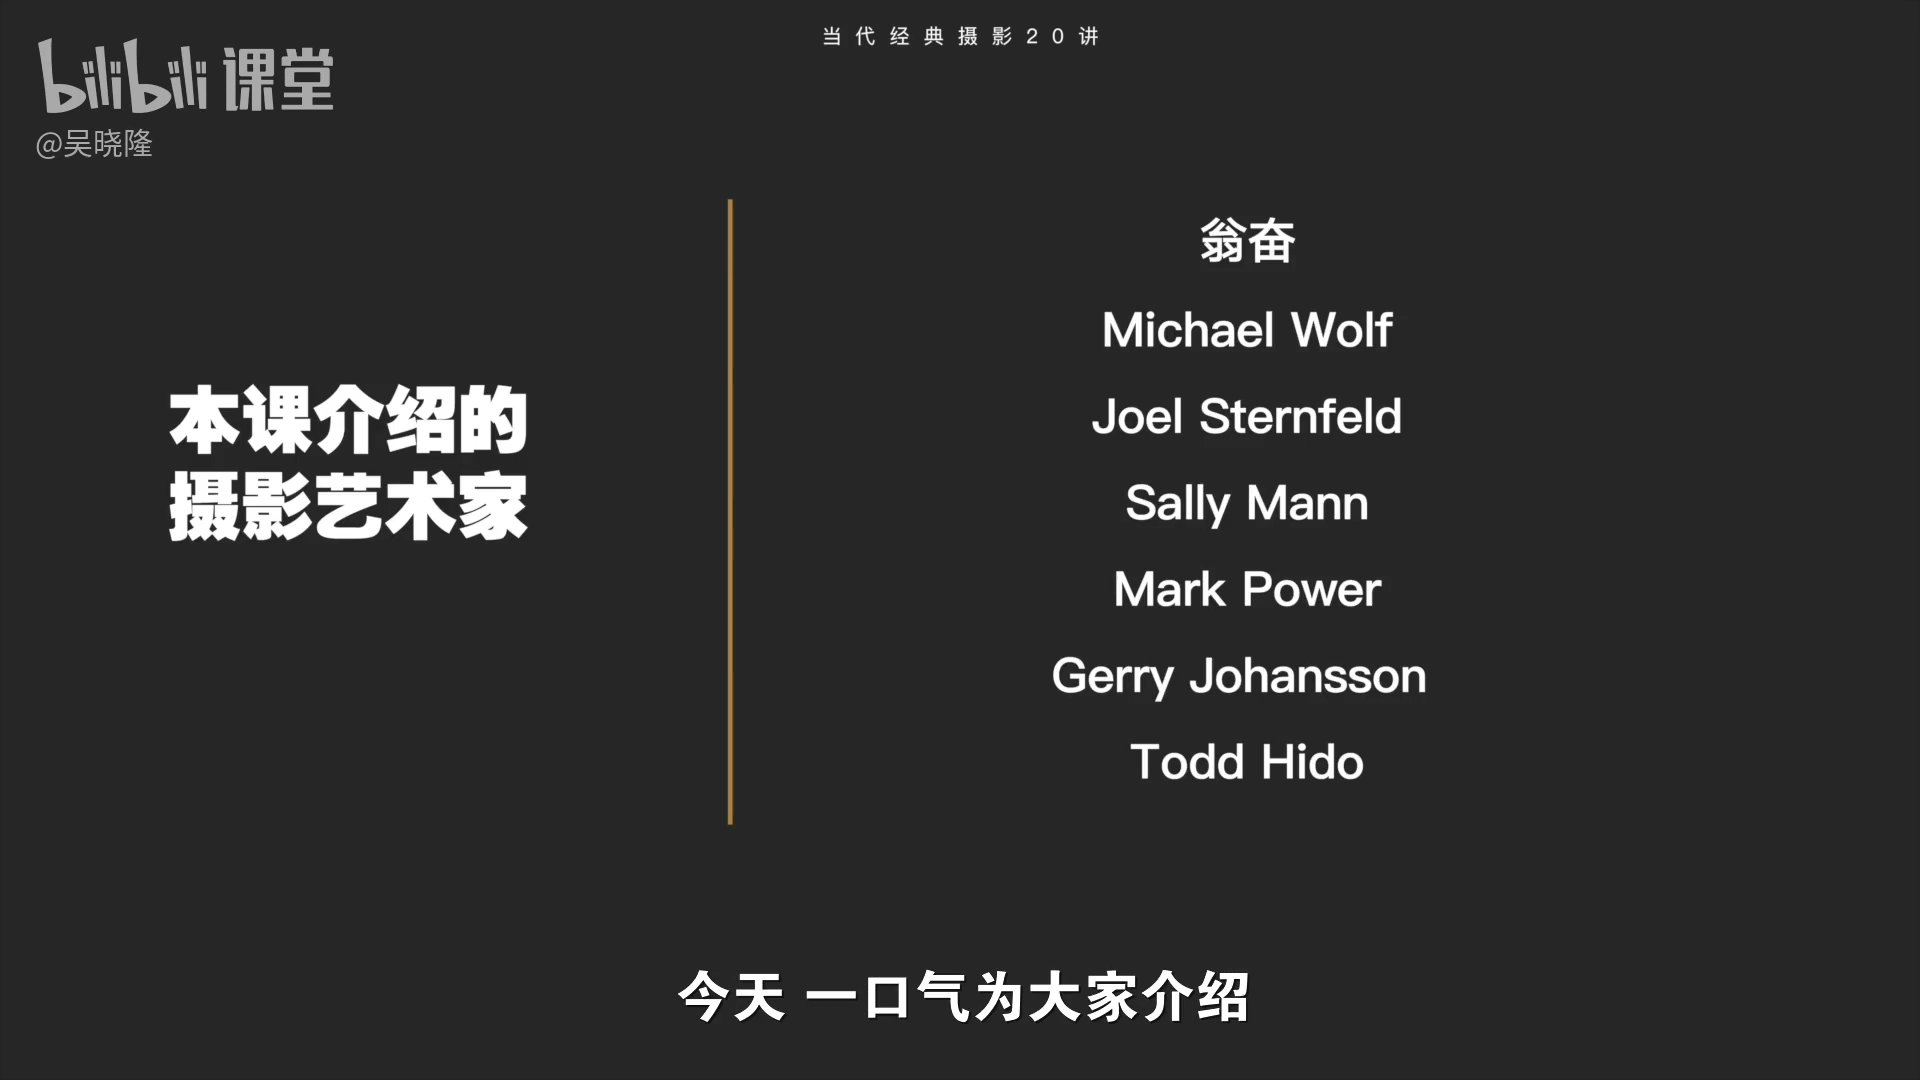 当代经典摄影20讲
bilibili课堂
@吴晓隆
本课介绍的
摄影艺术家
翁奋
Michael Wolf
Joel Sternfeld
Sally Mann
Mark Power
Gerry Johansson
Todd Hido
今天 一口气为大家介绍